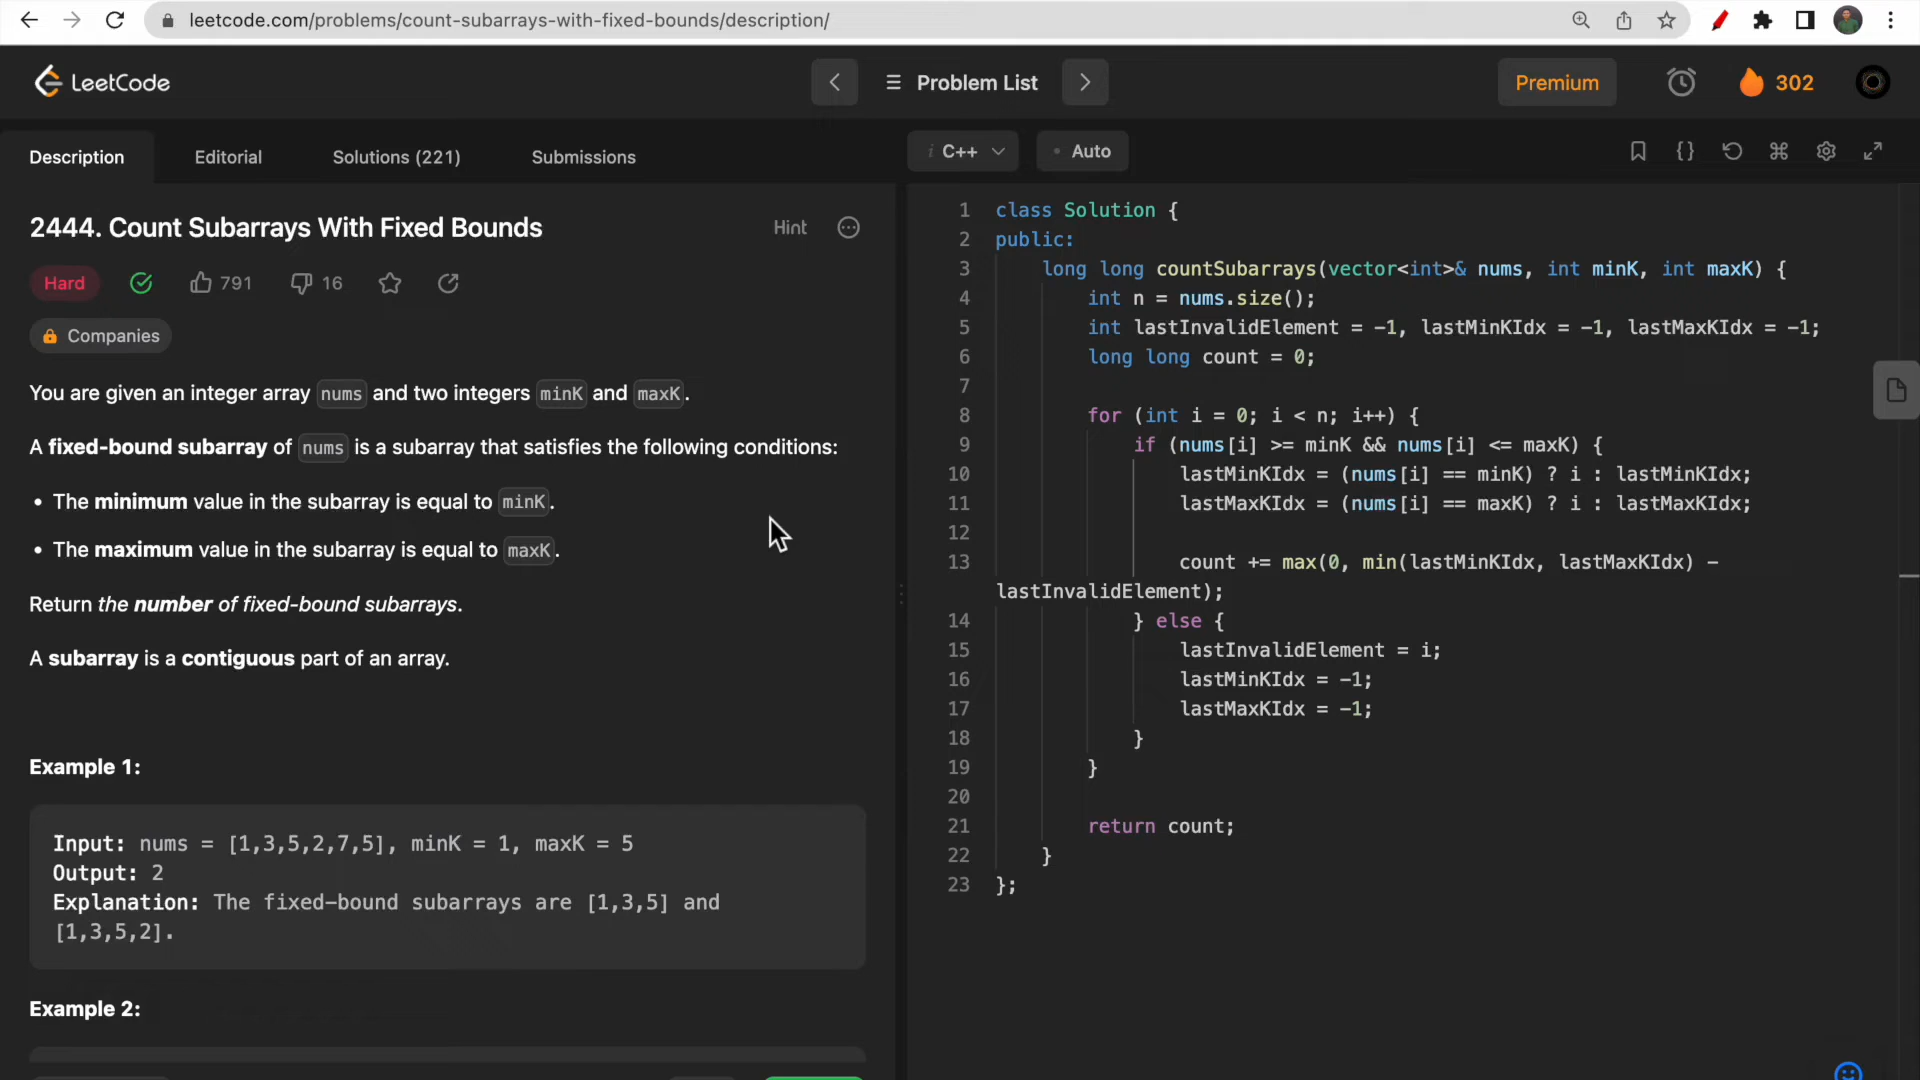 leetcode.com/problems/count-subarrays-with-fixed-bounds/description/
LeetCode
Problem List
Premium
302
Description
Editorial
Solutions (221)
Submissions
2444. Count Subarrays With Fixed Bounds
Hint
Hard
791
16
Companies
You are given an integer array nums and two integers minK and maxK.
A fixed-bound subarray of nums is a subarray that satisfies the following conditions:
• The minimum value in the subarray is equal to minK.
• The maximum value in the subarray is equal to maxK.
Return the number of fixed-bound subarrays.
A subarray is a contiguous part of an array.
Example 1:
Input: nums = [1,3,5,2,7,5], minK = 1, maxK = 5
Output: 2
Explanation: The fixed-bound subarrays are [1,3,5] and
[1,3,5,2].
Example 2:
i C++
• Auto
1 class Solution {
2 public:
3     long long countSubarrays(vector<int>& nums, int minK, int maxK) {
4         int n = nums.size();
5         int lastInvalidElement = -1, lastMinKIdx = -1, lastMaxKIdx = -1;
6         long long count = 0;
7
8         for (int i = 0; i < n; i++) {
9             if (nums[i] >= minK && nums[i] <= maxK) {
10                 lastMinKIdx = (nums[i] == minK) ? i : lastMinKIdx;
11                 lastMaxKIdx = (nums[i] == maxK) ? i : lastMaxKIdx;
12
13                 count += max(0, min(lastMinKIdx, lastMaxKIdx) -
lastInvalidElement);
14             } else {
15                 lastInvalidElement = i;
16                 lastMinKIdx = -1;
17                 lastMaxKIdx = -1;
18             }
19         }
20
21         return count;
22     }
23 };